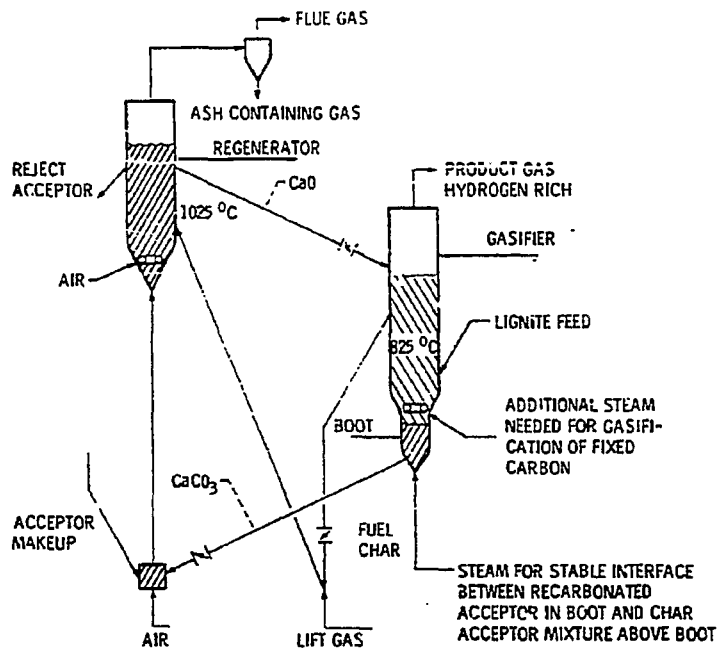 FLUE GAS
ASH CONTAINING GAS
REGENERATOR
REJECT
ACCEPTOR
CaO
PRODUCT GAS
HYDROGEN RICH
1025 °C
GASIFIER
AIR
LIGNITE FEED
825 °C
ADDITIONAL STEAM
NEEDED FOR GASIFI-
CATION OF FIXED
CARBON
BOOT
CaCO3
ACCEPTOR
MAKEUP
FUEL
CHAR
STEAM FOR STABLE INTERFACE
BETWEEN RECARBONATED
ACCEPTOR IN BOOT AND CHAR
ACCEPTOR MIXTURE ABOVE BOOT
AIR
LIFT GAS